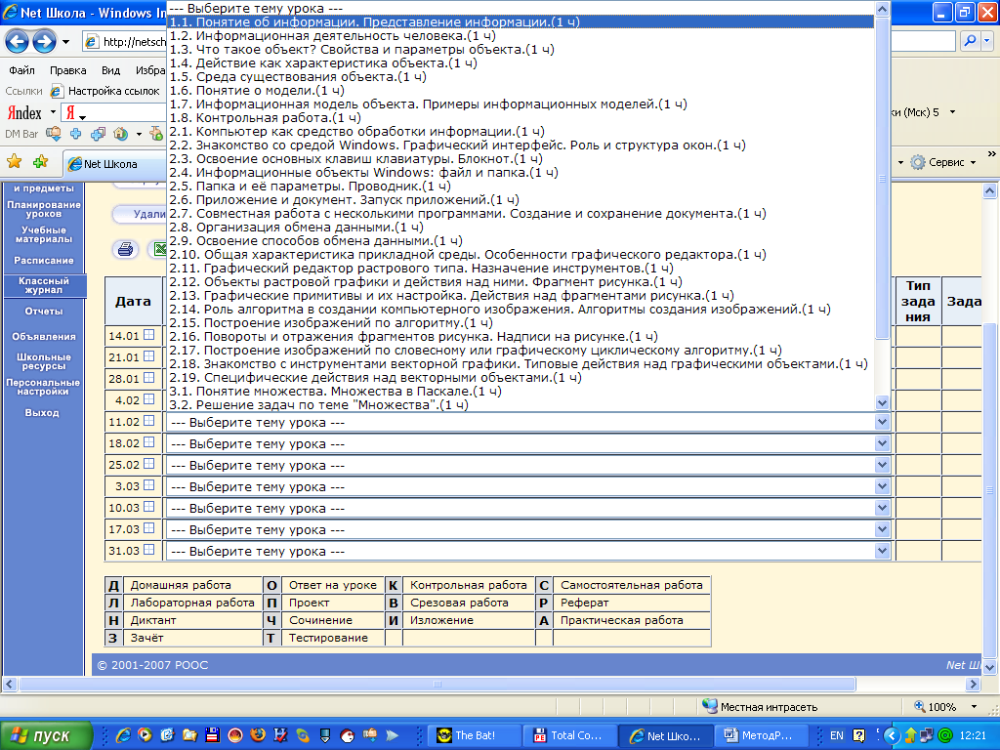 Net Школа - Windows In
http://netsch
Файл Правка Вид Избра
Ссылки Настройка ссылок
Яndex Я
ки (Мск) 5
DM Bar
Net Школа
Сервис
»
--- Выберите тему урока ---
1.1. Понятие об информации. Представление информации.(1 ч)
1.2. Информационная деятельность человека.(1 ч)
1.3. Что такое объект? Свойства и параметры объекта.(1 ч)
1.4. Действие как характеристика объекта.(1 ч)
1.5. Среда существования объекта.(1 ч)
1.6. Понятие о модели.(1 ч)
1.7. Информационная модель объекта. Примеры информационных моделей.(1 ч)
1.8. Контрольная работа.(1 ч)
2.1. Компьютер как средство обработки информации.(1 ч)
2.2. Знакомство со средой Windows. Графический интерфейс. Роль и структура окон.(1 ч)
2.3. Освоение основных клавиш клавиатуры. Блокнот.(1 ч)
2.4. Информационные объекты Windows: файл и папка.(1 ч)
2.5. Папка и её параметры. Проводник.(1 ч)
2.6. Приложение и документ. Запуск приложений.(1 ч)
2.7. Совместная работа с несколькими программами. Создание и сохранение документа.(1 ч)
2.8. Организация обмена данными.(1 ч)
2.9. Освоение способов обмена данными.(1 ч)
2.10. Общая характеристика прикладной среды. Особенности графического редактора.(1 ч)
2.11. Графический редактор растрового типа. Назначение инструментов.(1 ч)
2.12. Объекты растровой графики и действия над ними. Фрагмент рисунка.(1 ч)
2.13. Графические примитивы и их настройка. Действия над фрагментами рисунка.(1 ч)
2.14. Роль алгоритма в создании компьютерного изображения. Алгоритмы создания изображений.(1 ч)
2.15. Построение изображений по алгоритму.(1 ч)
2.16. Повороты и отражения фрагментов рисунка. Надписи на рисунке.(1 ч)
2.17. Построение изображений по словесному или графическому циклическому алгоритму.(1 ч)
2.18. Знакомство с инструментами векторной графики. Типовые действия над графическими объектами.(1 ч)
2.19. Специфические действия над векторными объектами.(1 ч)
3.1. Понятие множества. Множества в Паскале.(1 ч)
3.2. Решение задач по теме "Множества".(1 ч)
и предметы
Планирование
уроков
Учебные
материалы
Расписание
Классный
журнал
Отчеты
Объявления
Школьные
ресурсы
Персональные
настройки
Выход
Удали
Дата
Тип
зада
ния
Зада
14.01
21.01
28.01
4.02
11.02 --- Выберите тему урока ---
18.02 --- Выберите тему урока ---
25.02 --- Выберите тему урока ---
3.03 --- Выберите тему урока ---
10.03 --- Выберите тему урока ---
17.03 --- Выберите тему урока ---
31.03 --- Выберите тему урока ---
Д Домашняя работа О Ответ на уроке К Контрольная работа С Самостоятельная работа
Л Лабораторная работа П Проект В Срезовая работа Р Реферат
Н Диктант Ч Сочинение И Изложение А Практическая работа
З Зачёт Т Тестирование
© 2001-2007 РООС Net Шк
Местная интрасеть 100%
пуск The Bat! Total Co... Net Шко... МетодР... EN 12:21